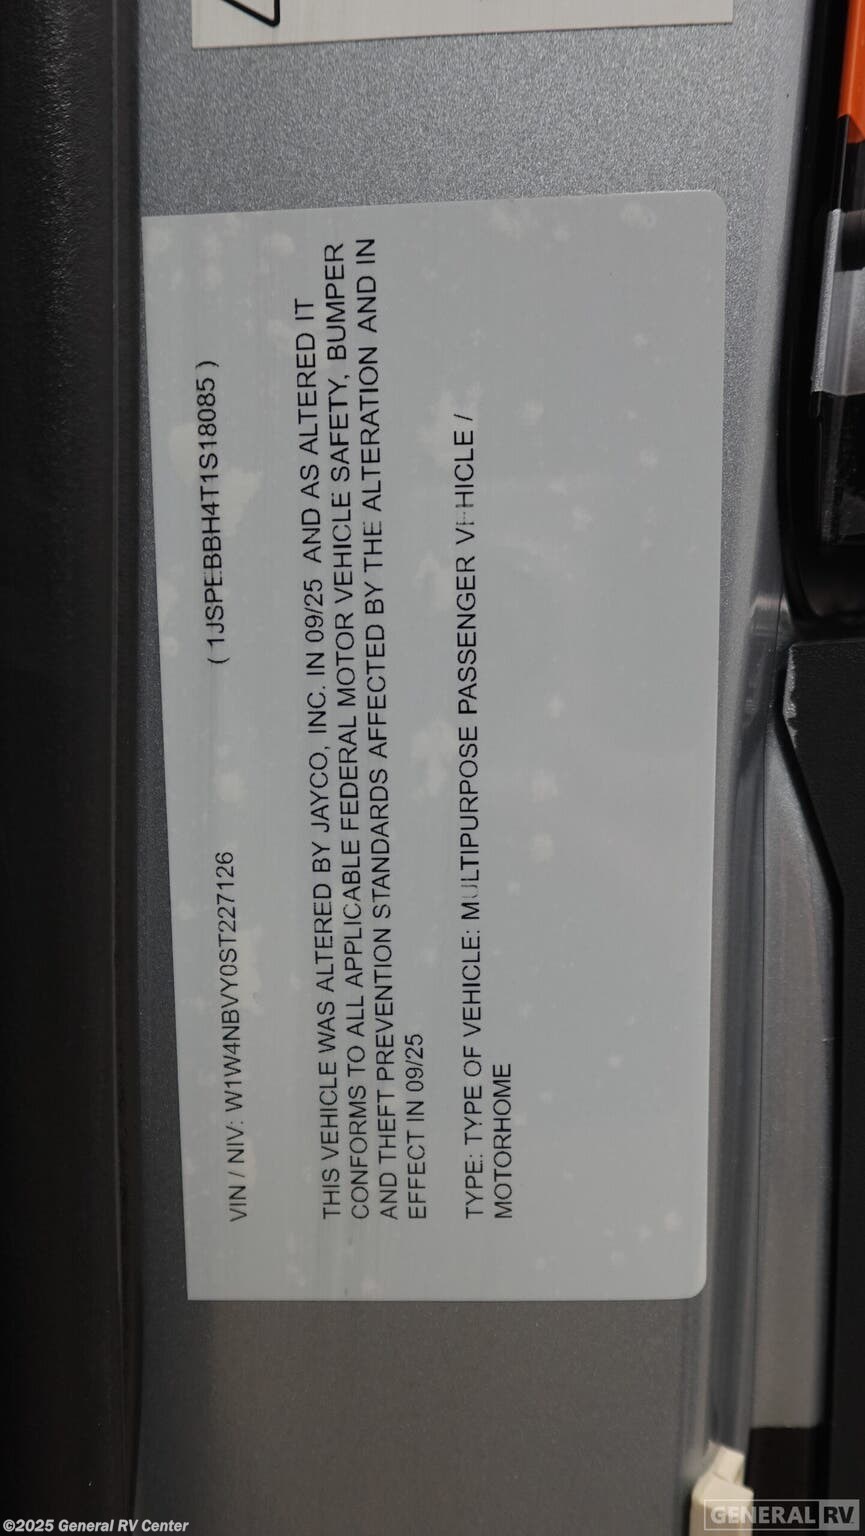 VIN / NIV: W1W4NBVY0ST227126 ( 1JSPEBBH4T1S18085 )
THIS VEHICLE WAS ALTERED BY JAYCO, INC. IN 09/25 AND AS ALTERED IT
CONFORMS TO ALL APPLICABLE FEDERAL MOTOR VEHICLE SAFETY, BUMPER
AND THEFT PREVENTION STANDARDS AFFECTED BY THE ALTERATION AND IN
EFFECT IN 09/25
TYPE: TYPE OF VEHICLE: MULTIPURPOSE PASSENGER VEHICLE /
MOTORHOME
©2025 General RV Center
GENERAL RV